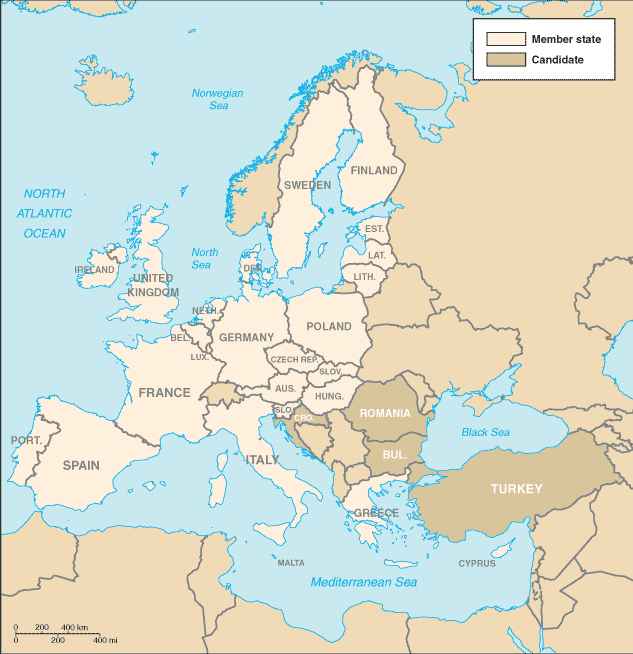 Member state
Candidate
Norwegian
Sea
NORTH
ATLANTIC
OCEAN
FINLAND
SWEDEN
EST.
LAT.
LITH.
North
Sea
DEN.
IRELAND
UNITED
KINGDOM
NETH.
BEL.
LUX.
GERMANY
POLAND
CZECH REP.
SLOV.
AUS.
HUNG.
FRANCE
SLO.
CRO.
ROMANIA
BUL.
Black Sea
PORT.
SPAIN
ITALY
GREECE
TURKEY
MALTA
CYPRUS
Mediterranean Sea
0 200 400 km
0 200 400 mi